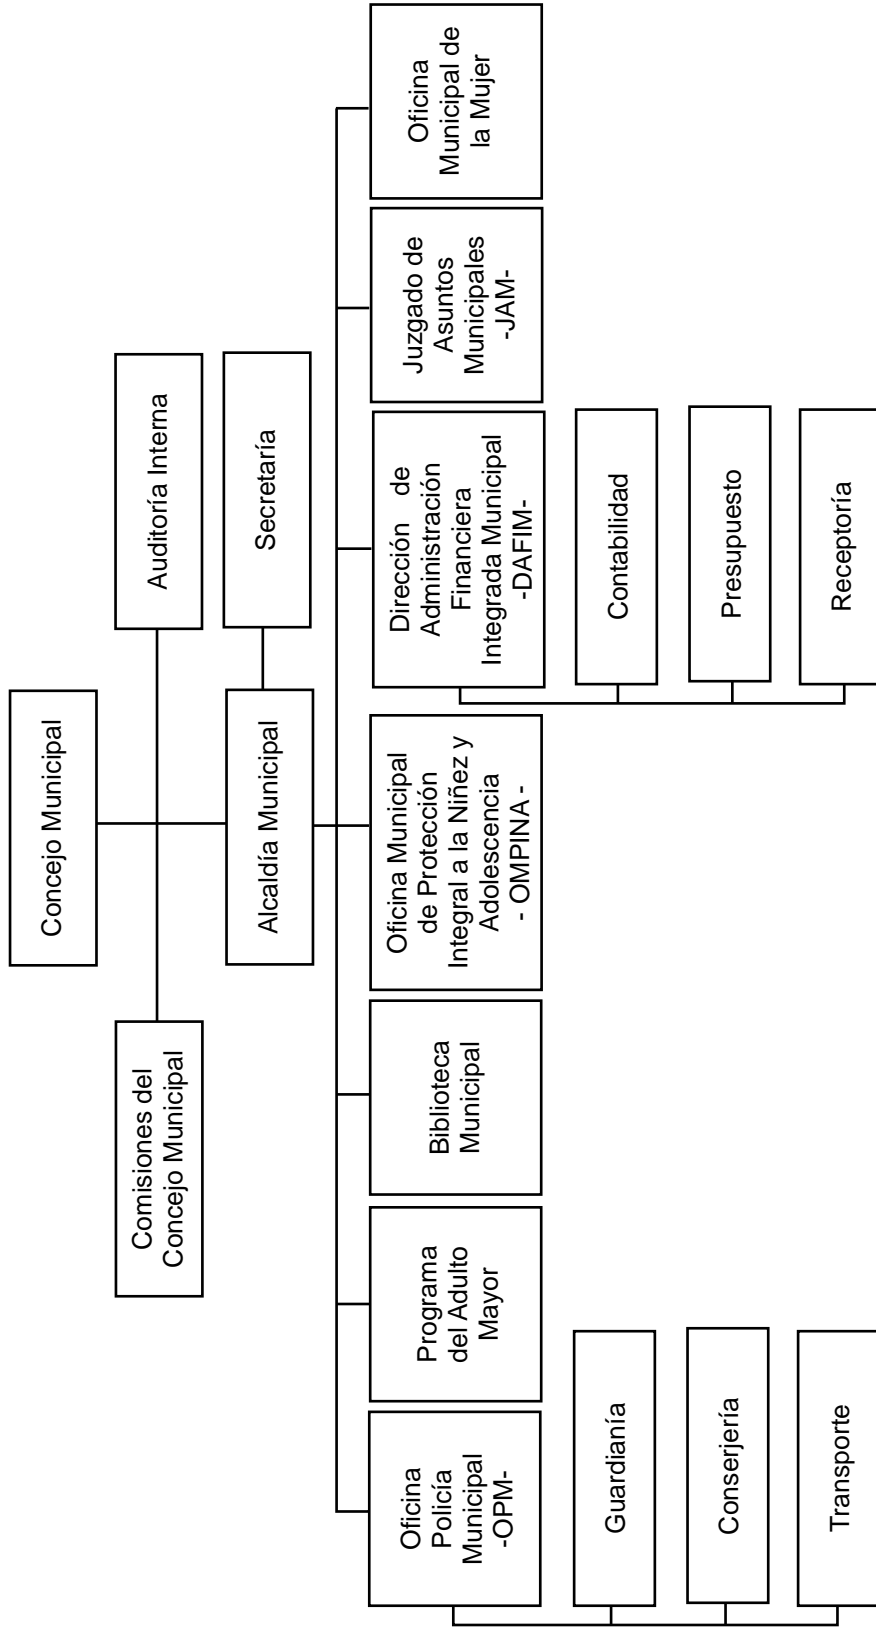 Concejo Municipal
Comisiones del
Concejo Municipal
Auditoría Interna
Alcaldía Municipal
Secretaría
Oficina
Policía
Municipal
-OPM-
Guardianía
Conserjería
Transporte
Programa
del Adulto
Mayor
Biblioteca
Municipal
Oficina Municipal
de Protección
Integral a la Niñez y
Adolescencia
- OMPINA -
Dirección de
Administración
Financiera
Integrada Municipal
-DAFIM-
Contabilidad
Presupuesto
Receptoría
Juzgado de
Asuntos
Municipales
-JAM-
Oficina
Municipal de
la Mujer